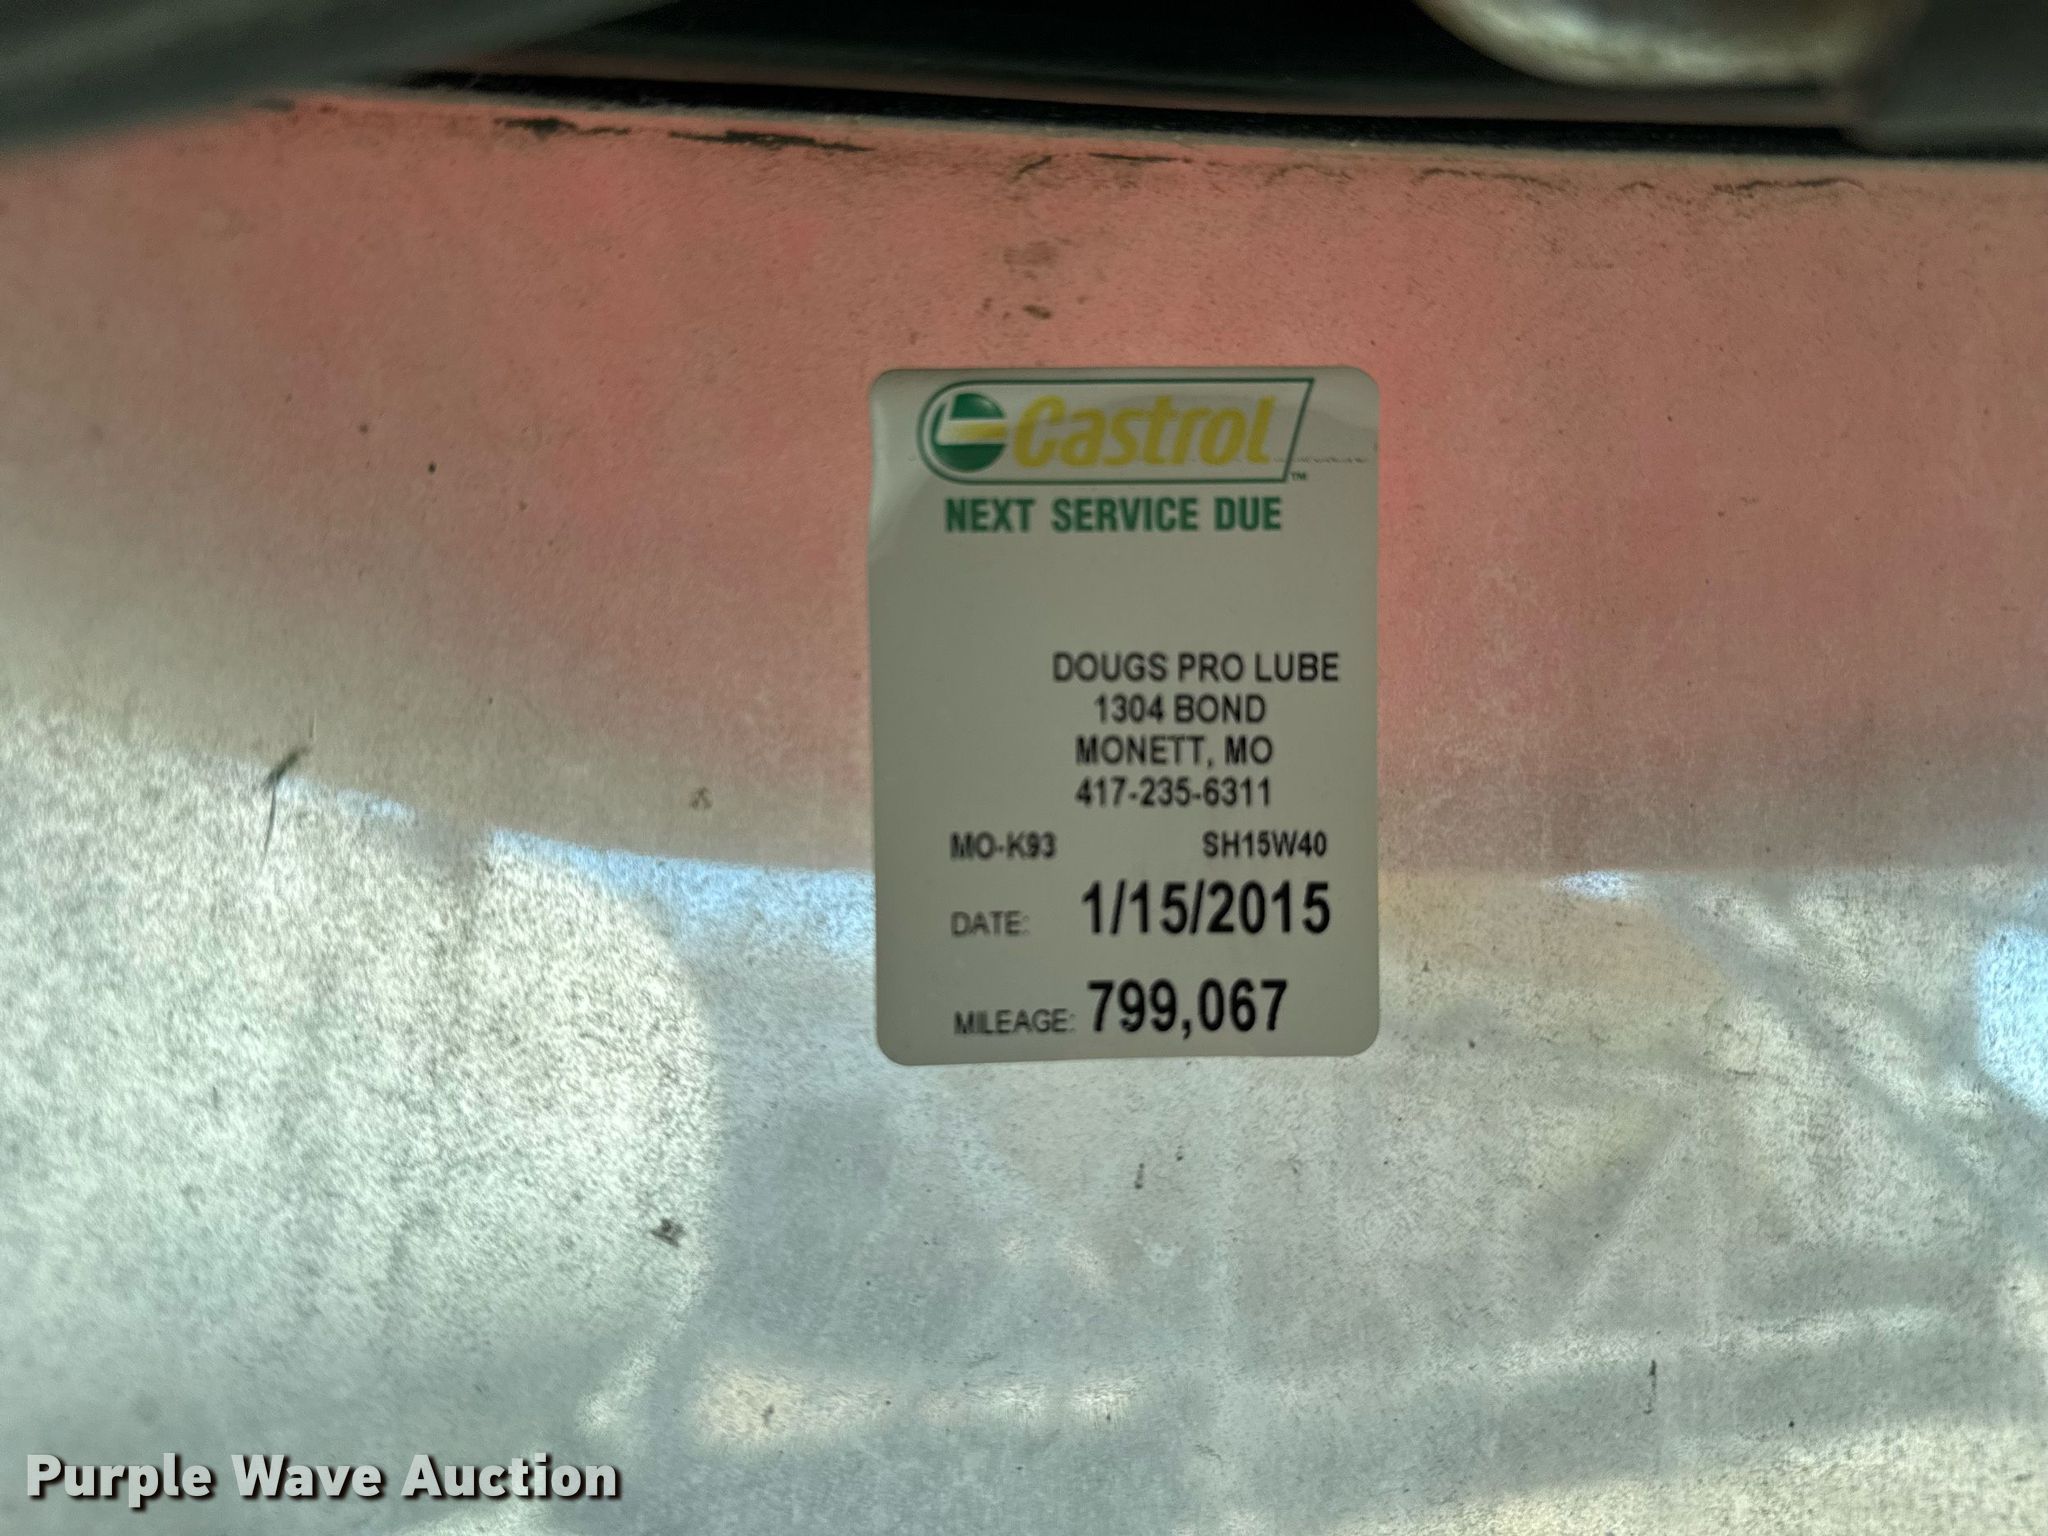 Castrol™
NEXT SERVICE DUE
DOUGS PRO LUBE
1304 BOND
MONETT, MO
417-235-6311
MO-K93 SH15W40
DATE: 1/15/2015
MILEAGE: 799,067
Purple Wave Auction